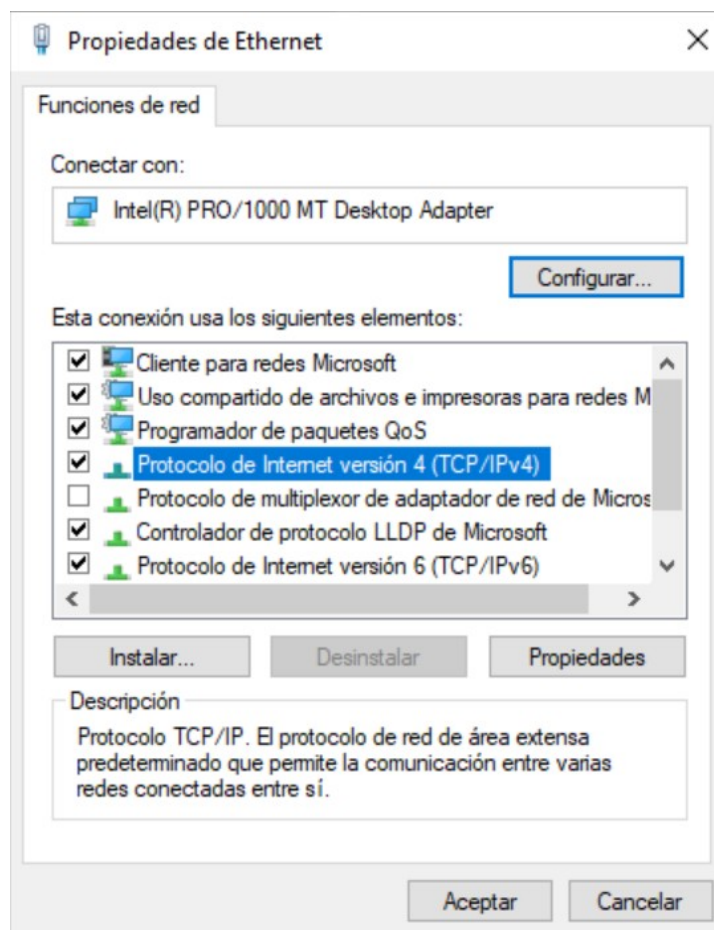 Propiedades de Ethernet
Funciones de red
Conectar con:
Intel(R) PRO/1000 MT Desktop Adapter
Configurar...
Esta conexión usa los siguientes elementos:
Cliente para redes Microsoft
Uso compartido de archivos e impresoras para redes M
Programador de paquetes QoS
Protocolo de Internet versión 4 (TCP/IPv4)
Protocolo de multiplexor de adaptador de red de Micros
Controlador de protocolo LLDP de Microsoft
Protocolo de Internet versión 6 (TCP/IPv6)
Instalar... Desinstalar Propiedades
Descripción
Protocolo TCP/IP. El protocolo de red de área extensa
predeterminado que permite la comunicación entre varias
redes conectadas entre sí.
Aceptar Cancelar